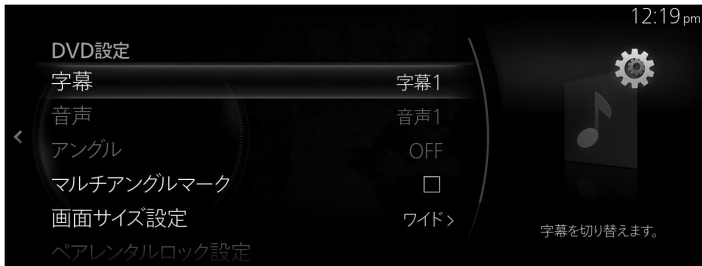 12:19 pm
DVD設定
字幕 字幕1
音声 音声1
アングル OFF
マルチアングルマーク
画面サイズ設定 ワイド>
ペアレンタルロック設定
字幕を切り替えます。